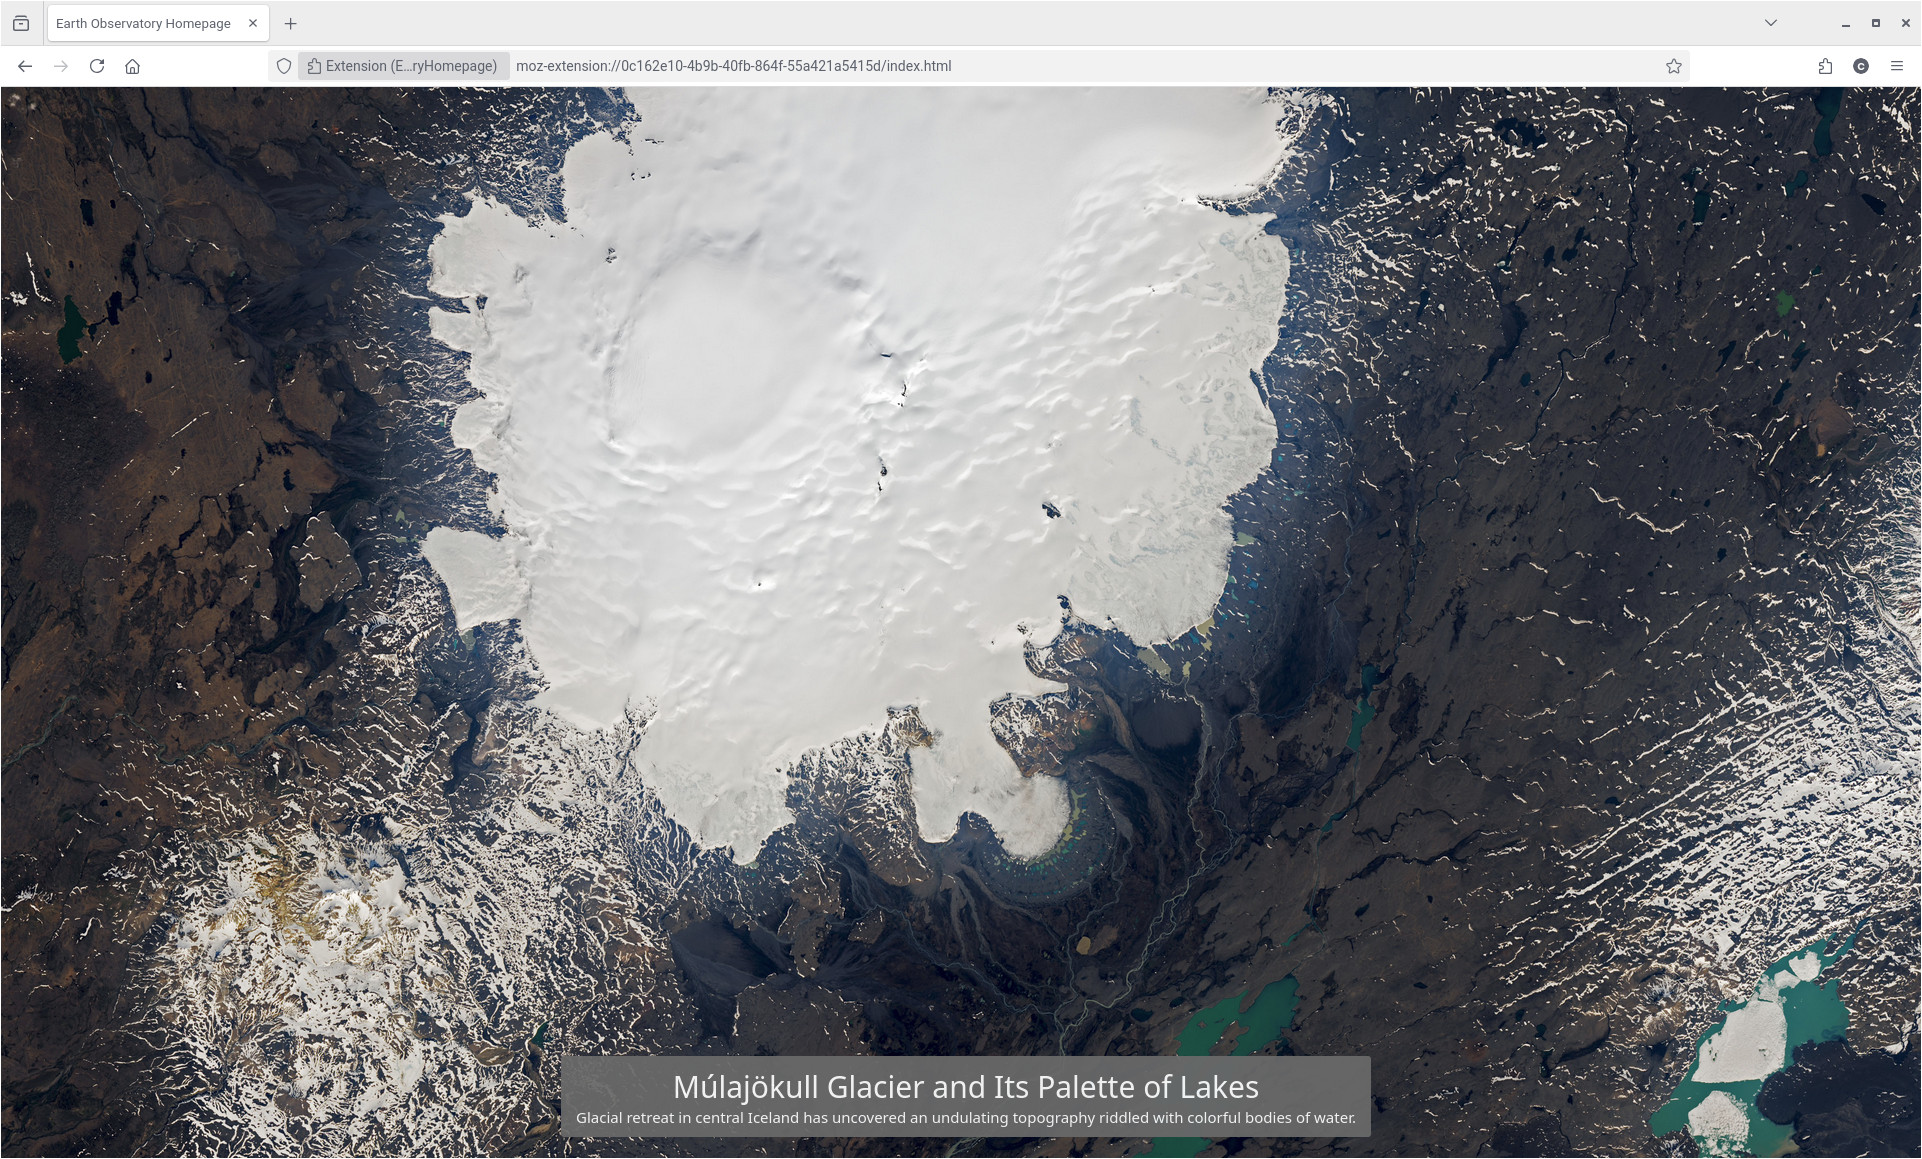 Earth Observatory Homepage
Extension (E...ryHomepage) moz-extension://0c162e10-4b9b-40fb-864f-55a421a5415d/index.html
C
Múlajökull Glacier and Its Palette of Lakes
Glacial retreat in central Iceland has uncovered an undulating topography riddled with colorful bodies of water.